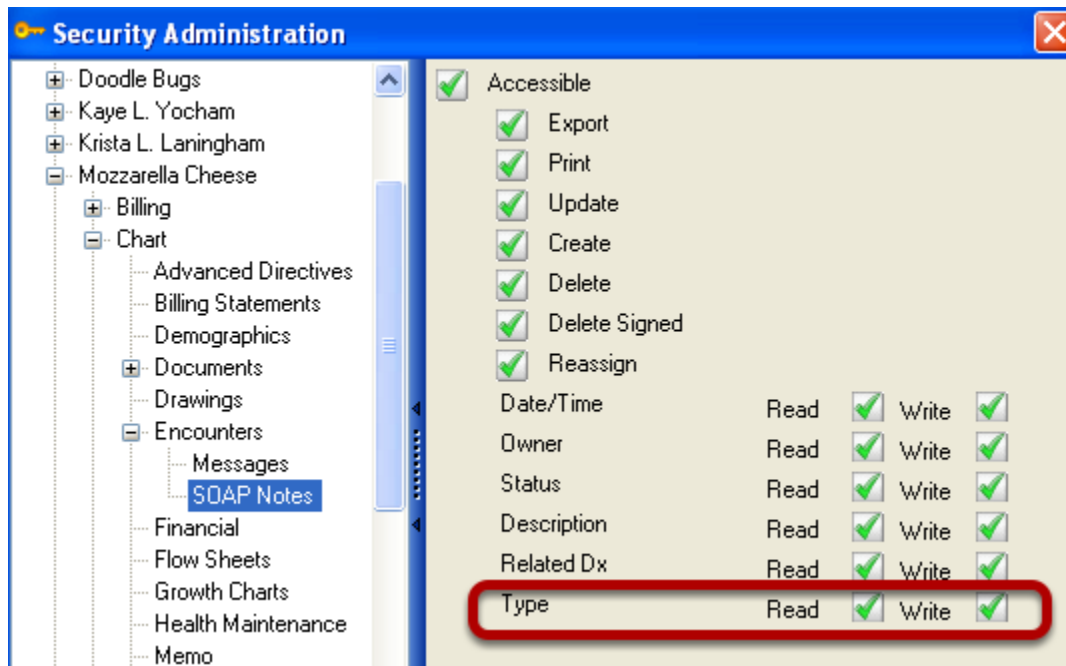 Security Administration
Doodle Bugs
Kaye L. Yocham
Krista L. Laningham
Mozzarella Cheese
Billing
Chart
Advanced Directives
Billing Statements
Demographics
Documents
Drawings
Encounters
Messages
SOAP Notes
Financial
Flow Sheets
Growth Charts
Health Maintenance
Memo
Accessible
Export
Print
Update
Create
Delete
Delete Signed
Reassign
Date/Time Read Write
Owner Read Write
Status Read Write
Description Read Write
Related Dx Read Write
Type Read Write